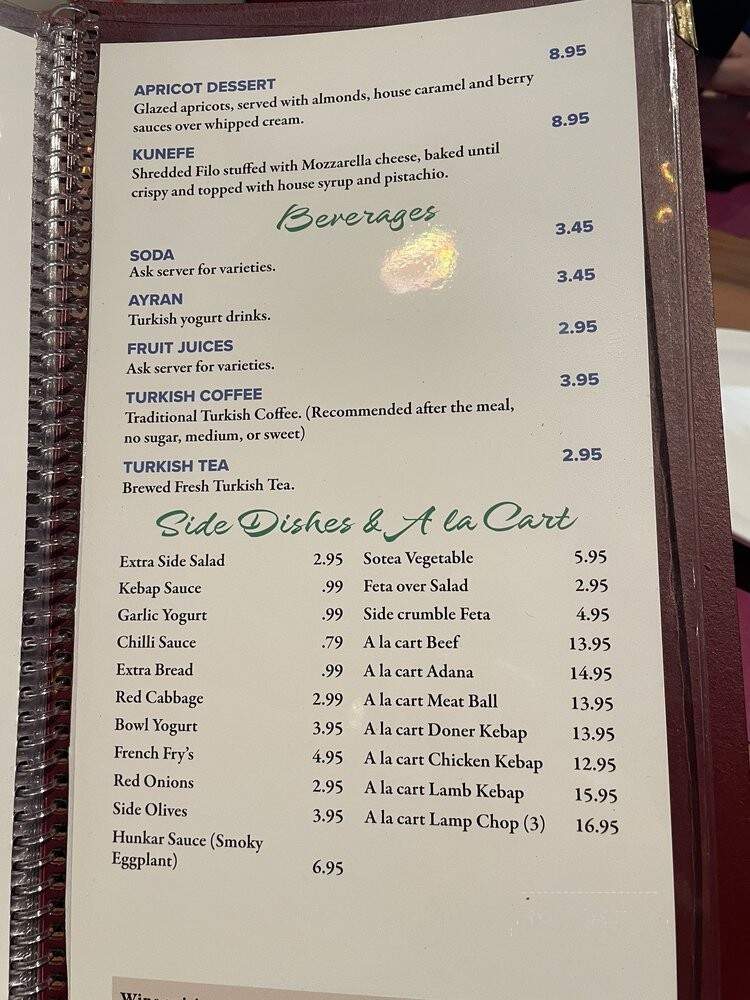 8.95
APRICOT DESSERT
Glazed apricots, served with almonds, house caramel and berry
sauces over whipped cream.
8.95
KUNEFE
Shredded Filo stuffed with Mozzarella cheese, baked until
crispy and topped with house syrup and pistachio.
Beverages
3.45
SODA
Ask server for varieties.
3.45
AYRAN
Turkish yogurt drinks.
2.95
FRUIT JUICES
Ask server for varieties.
3.95
TURKISH COFFEE
Traditional Turkish Coffee. (Recommended after the meal,
no sugar, medium, or sweet)
2.95
TURKISH TEA
Brewed Fresh Turkish Tea.
Side Dishes & A la Cart
Extra Side Salad 2.95
Kebap Sauce .99
Garlic Yogurt .99
Chilli Sauce .79
Extra Bread .99
Red Cabbage 2.99
Bowl Yogurt 3.95
French Fry's 4.95
Red Onions 2.95
Side Olives 3.95
Hunkar Sauce (Smoky
Eggplant) 6.95
Sotea Vegetable 5.95
Feta over Salad 2.95
Side crumble Feta 4.95
A la cart Beef 13.95
A la cart Adana 14.95
A la cart Meat Ball 13.95
A la cart Doner Kebap 13.95
A la cart Chicken Kebap 12.95
A la cart Lamb Kebap 15.95
A la cart Lamp Chop (3) 16.95